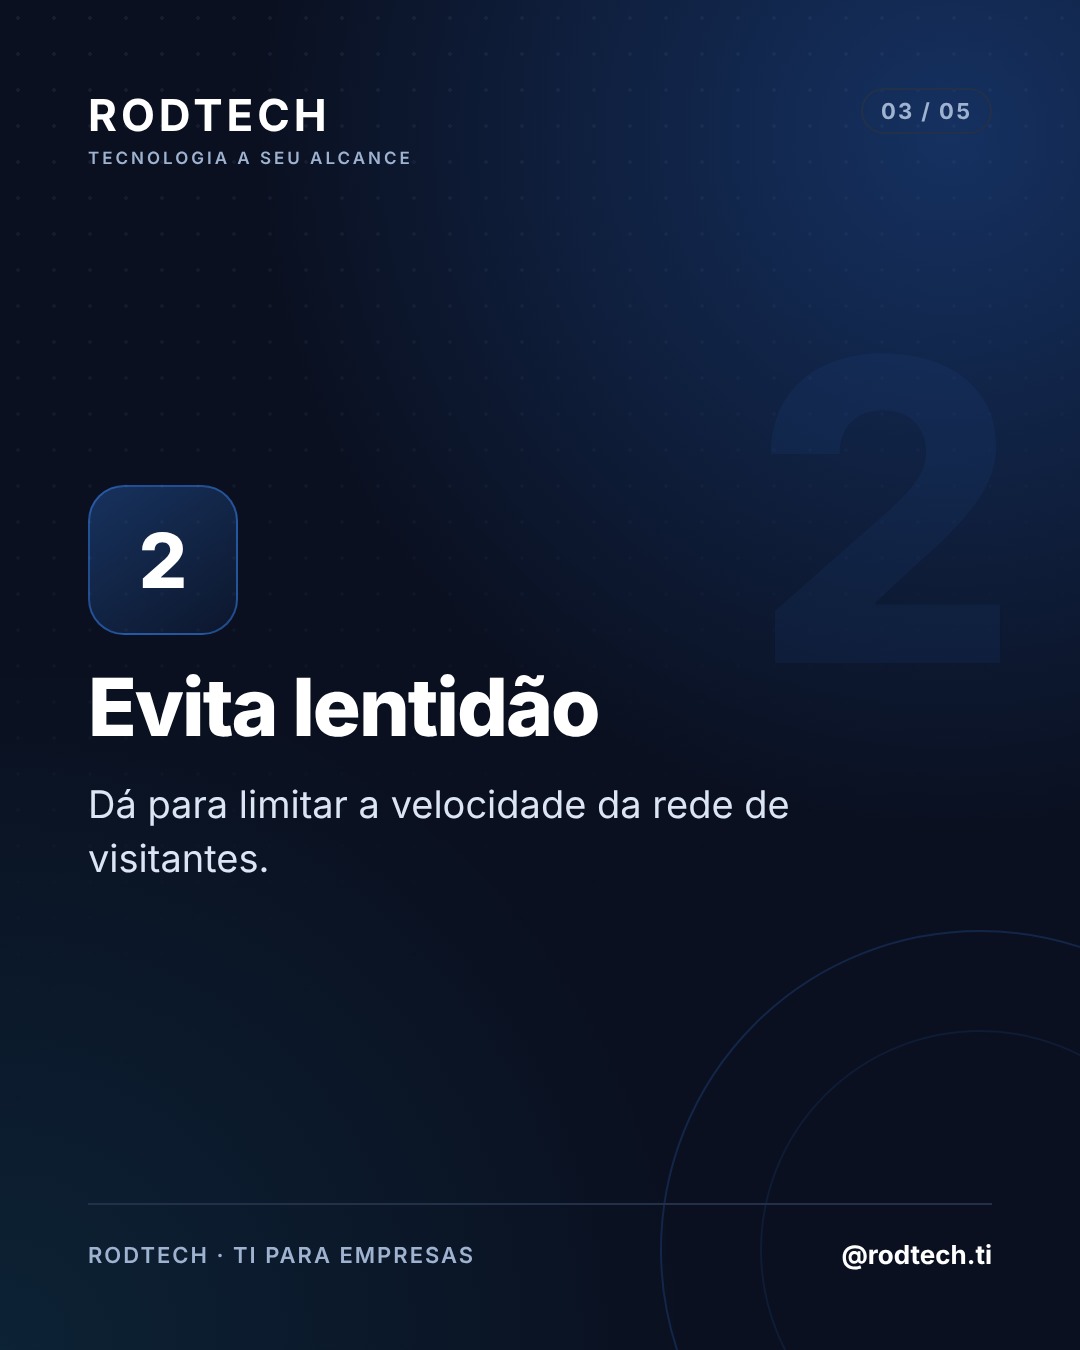 RODTECH
TECNOLOGIA A SEU ALCANCE
03 / 05
2
2
Evita lentidão
Dá para limitar a velocidade da rede de
visitantes.
RODTECH · TI PARA EMPRESAS
@rodtech.ti